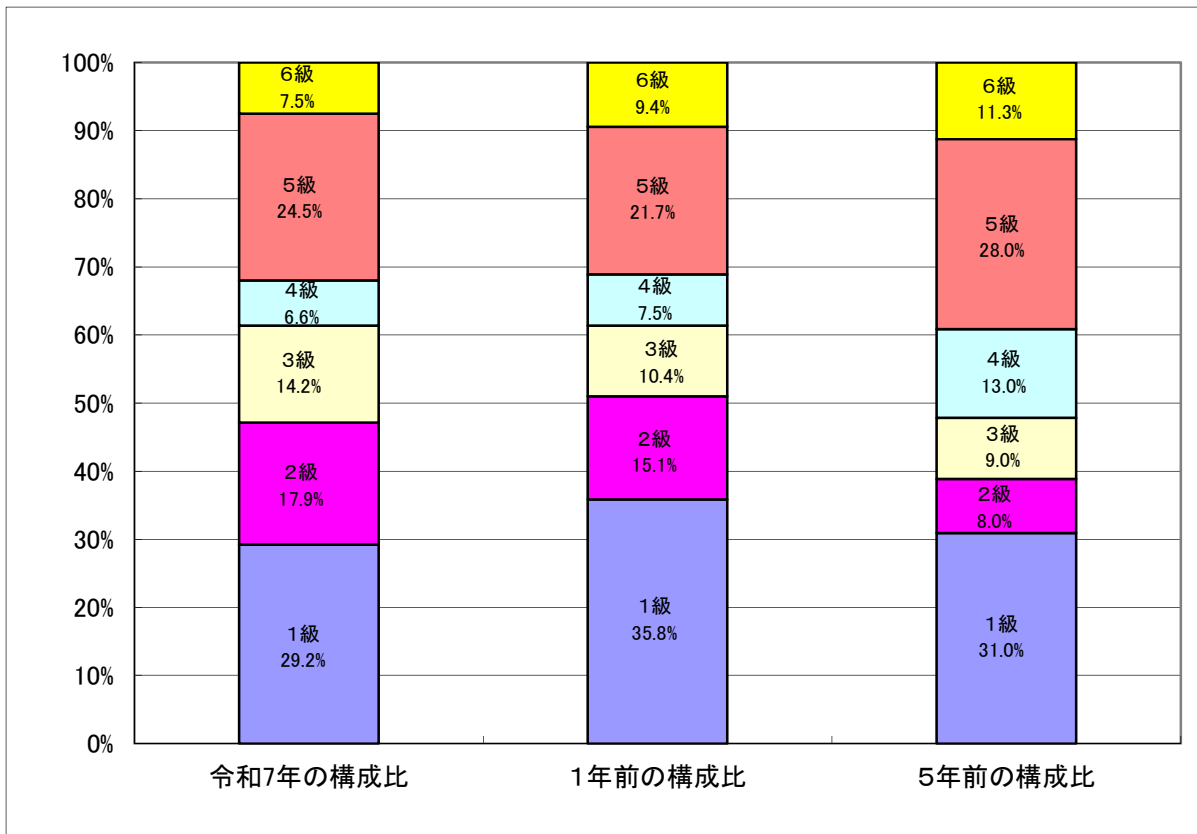 100%
90%
80%
70%
60%
50%
40%
30%
20%
10%
0%
６級
7.5%
５級
24.5%
４級
6.6%
３級
14.2%
２級
17.9%
１級
29.2%
６級
9.4%
５級
21.7%
４級
7.5%
３級
10.4%
２級
15.1%
１級
35.8%
６級
11.3%
５級
28.0%
４級
13.0%
３級
9.0%
２級
8.0%
１級
31.0%
令和7年の構成比
１年前の構成比
５年前の構成比